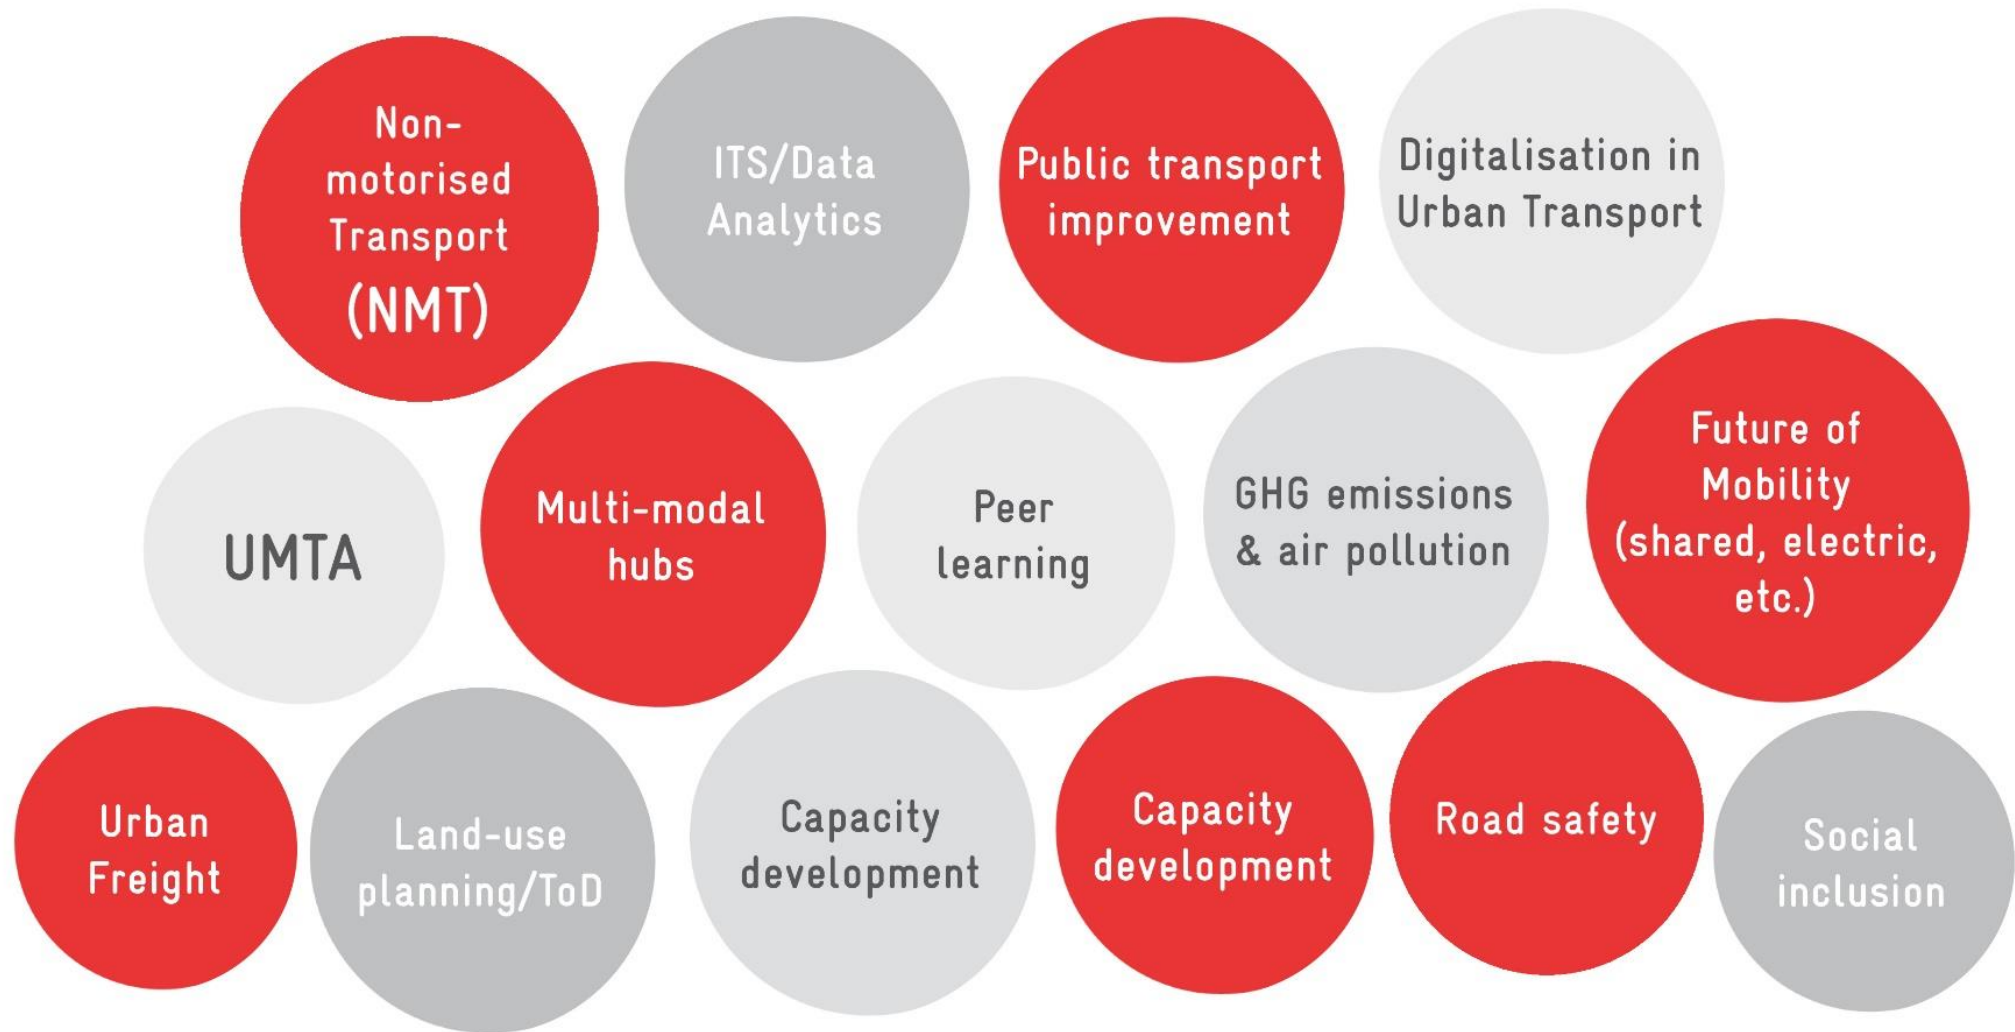 Non-
motorised
Transport
(NMT)
ITS/Data
Analytics
Public transport
improvement
Digitalisation in
Urban Transport
UMTA
Multi-modal
hubs
Peer
learning
GHG emissions
& air pollution
Future of
Mobility
(shared, electric,
etc.)
Urban
Freight
Land-use
planning/ToD
Capacity
development
Capacity
development
Road safety
Social
inclusion